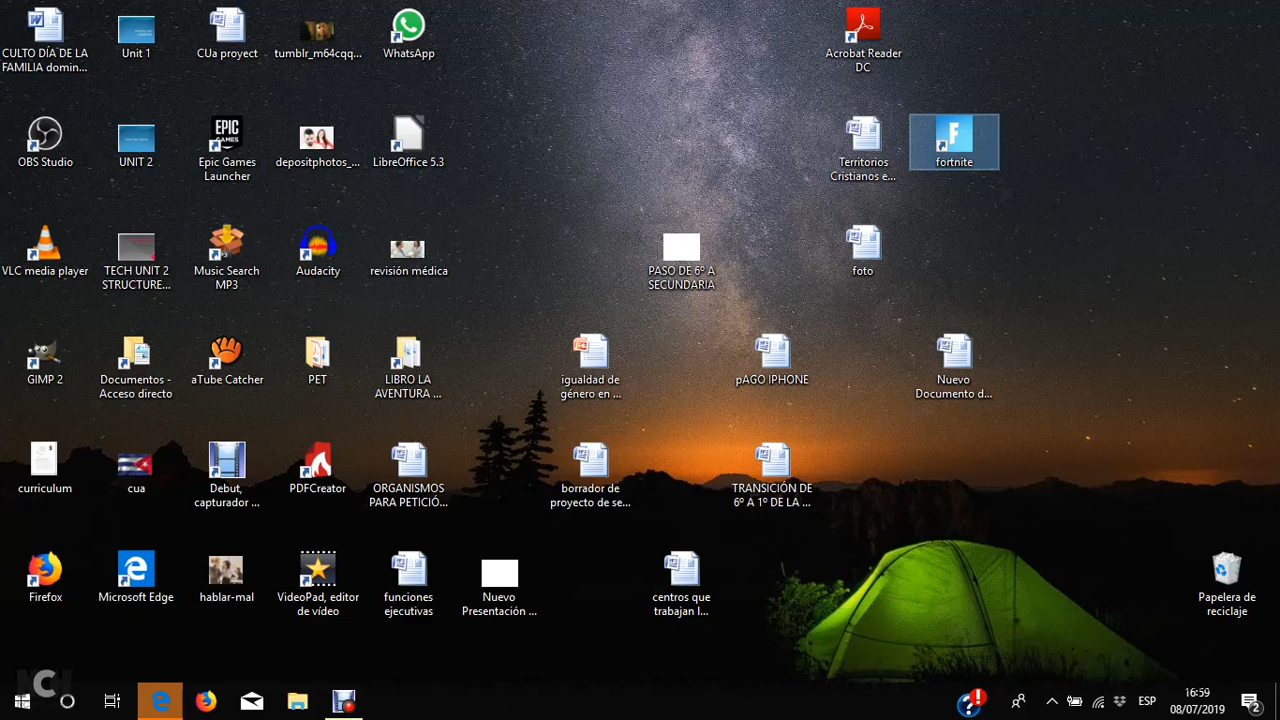 CULTO DÍA DE LA
FAMILIA domin...
Unit 1
CUa proyect
tumblr_m64cqq...
WhatsApp
Acrobat Reader
DC
OBS Studio
UNIT 2
EPIC
GAMES
Epic Games
Launcher
depositphotos_...
LibreOffice 5.3
Territorios
Cristianos e...
F
fortnite
VLC media player
TECH UNIT 2
STRUCTURE...
Music Search
MP3
Audacity
revisión médica
PASO DE 6º A
SECUNDARIA
foto
GIMP 2
Documentos -
Acceso directo
aTube Catcher
PET
LIBRO LA
AVENTURA ...
igualdad de
género en ...
pAGO IPHONE
Nuevo
Documento d...
curriculum
cua
Debut,
capturador ...
PDFCreator
ORGANISMOS
PARA PETICIÓ...
borrador de
proyecto de se...
TRANSICIÓN DE
6º A 1º DE LA ...
Firefox
Microsoft Edge
hablar-mal
VideoPad, editor
de vídeo
funciones
ejecutivas
Nuevo
Presentación ...
centros que
trabajan l...
Papelera de
reciclaje
NCH
ESP
16:59
08/07/2019
2